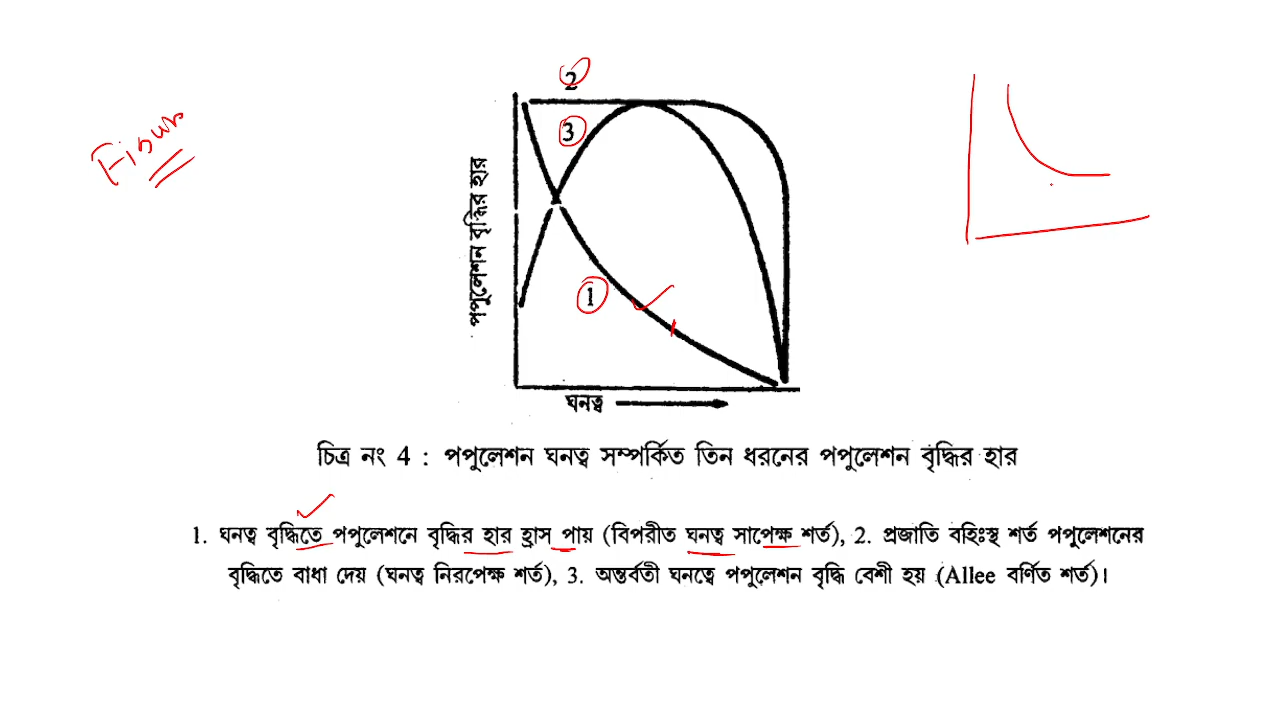 Figure
2
3
পপুলেশন বৃদ্ধির হার
1
ঘনত্ব
চিত্র নং 4 : পপুলেশন ঘনত্ব সম্পর্কিত তিন ধরনের পপুলেশন বৃদ্ধির হার
1. ঘনত্ব বৃদ্ধিতে পপুলেশনে বৃদ্ধির হার হ্রাস পায় (বিপরীত ঘনত্ব সাপেক্ষ শর্ত), 2. প্রজাতি বহিঃস্থ শর্ত পপুলেশনের
বৃদ্ধিতে বাধা দেয় (ঘনত্ব নিরপেক্ষ শর্ত), 3. অন্তর্বতী ঘনত্বে পপুলেশন বৃদ্ধি বেশী হয় (Allee বর্ণিত শর্ত)।